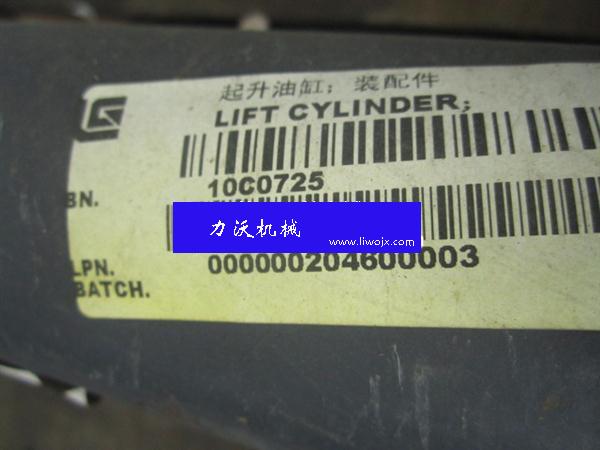 起升油缸；装配件
LG
LIFT CYLINDER;
BN.
10C0725
力沃机械
www.liwojx.com
LPN.
000000204600003
BATCH.